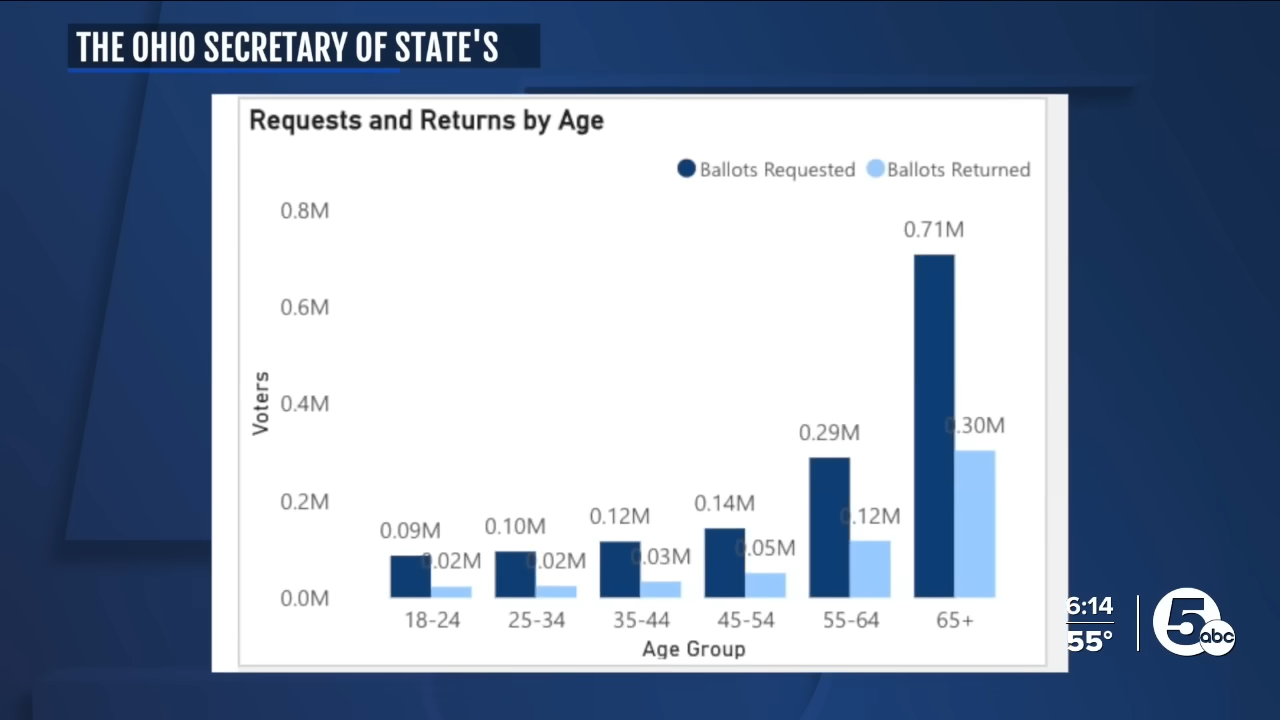 THE OHIO SECRETARY OF STATE'S
Requests and Returns by Age
Ballots Requested Ballots Returned
0.8M
0.71M
0.6M
Voters
0.4M
0.30M
0.29M
0.2M
0.14M
0.12M
0.12M
0.10M
0.09M
0.05M
0.03M
0.02M
0.02M
0.0M
18-24 25-34 35-44 45-54 55-64 65+
Age Group
6:14
55°
5 abc